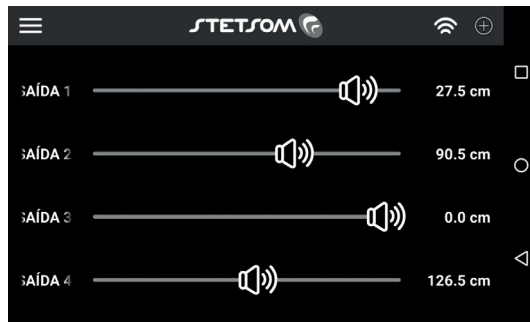 STETSOM
SAÍDA 1 27.5 cm
SAÍDA 2 90.5 cm
SAÍDA 3 0.0 cm
SAÍDA 4 126.5 cm